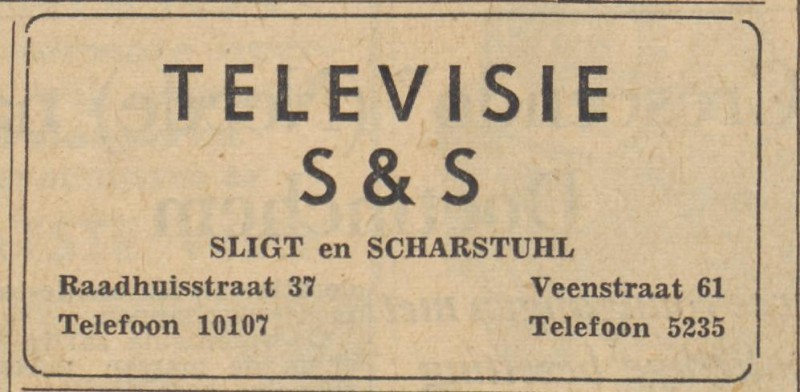 TELEVISIE
S & S
SLIGT en SCHARSTUHL
Raadhuisstraat 37 Veenstraat 61
Telefoon 10107 Telefoon 5235